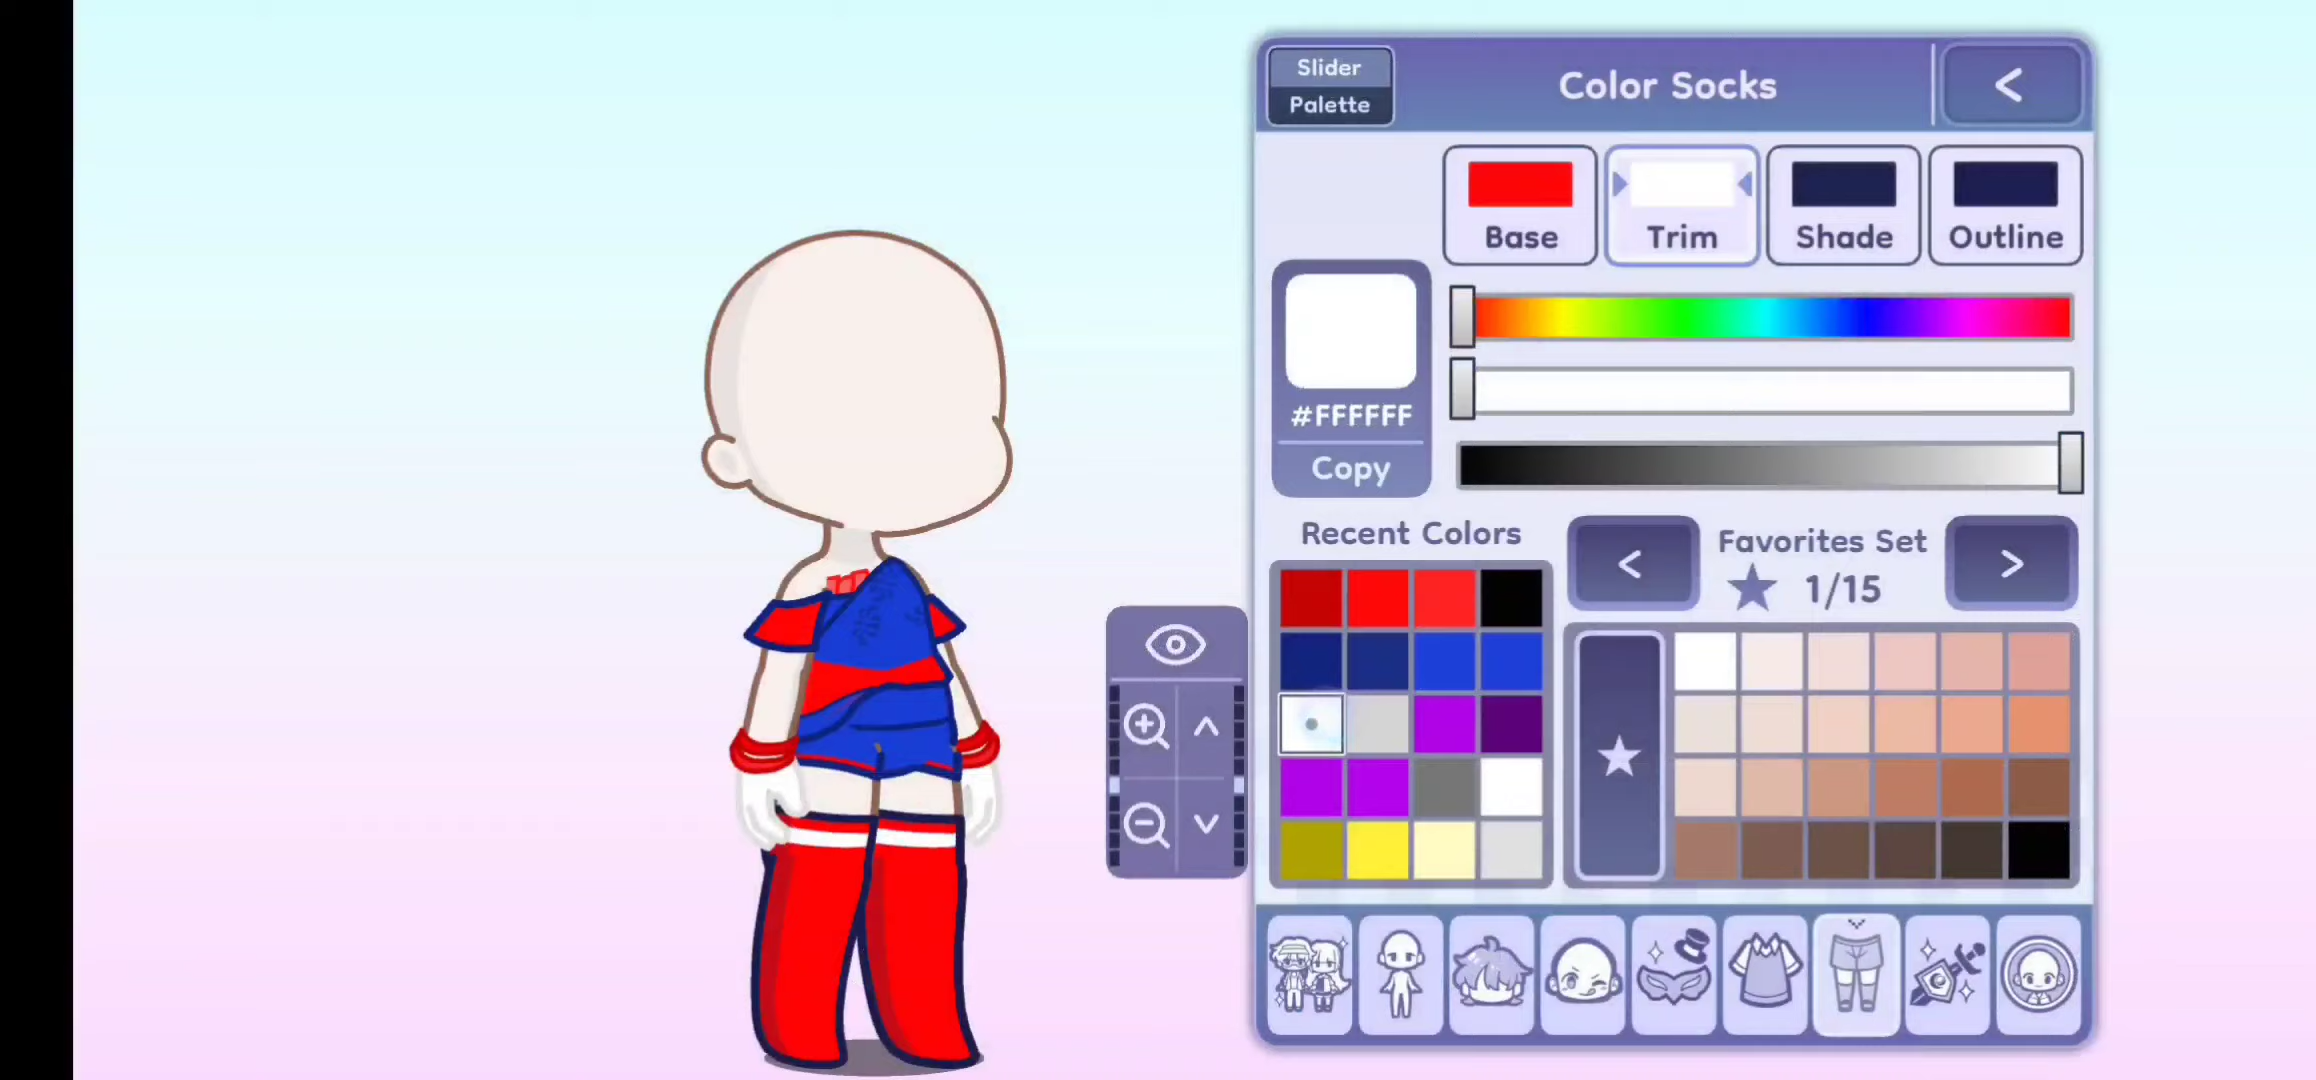 Slider
Palette
Color Socks
<
Base
Trim
Shade
Outline
#FFFFFF
Copy
Recent Colors
<
Favorites Set
1/15
>